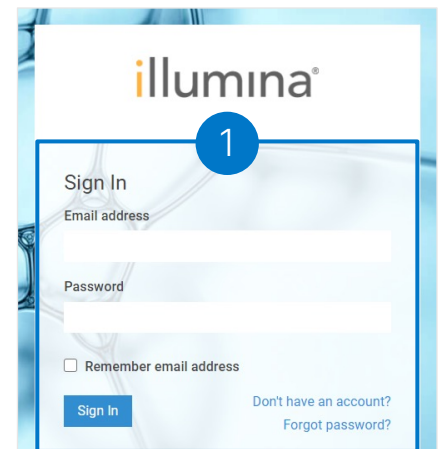 illumina®
1
Sign In
Email address
Password
Remember email address
Sign In
Don't have an account?
Forgot password?